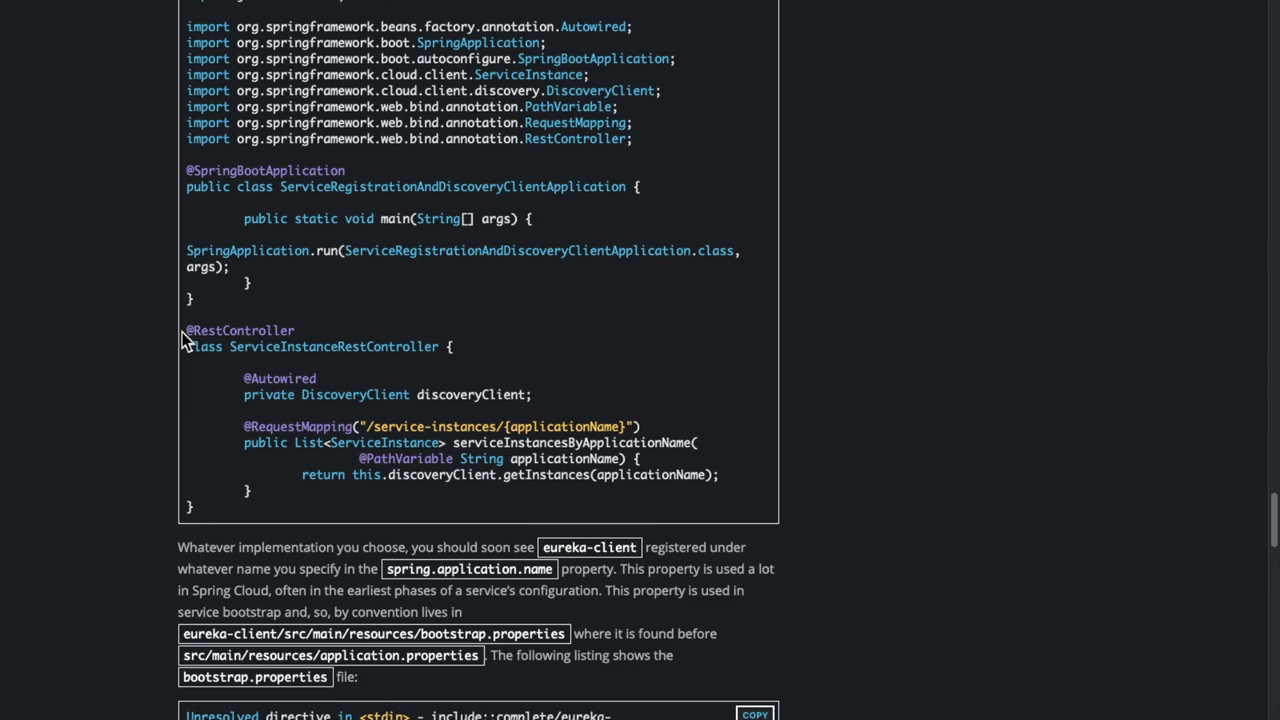 import org.springframework.beans.factory.annotation.Autowired;
import org.springframework.boot.SpringApplication;
import org.springframework.boot.autoconfigure.SpringBootApplication;
import org.springframework.cloud.client.ServiceInstance;
import org.springframework.cloud.client.discovery.DiscoveryClient;
import org.springframework.web.bind.annotation.PathVariable;
import org.springframework.web.bind.annotation.RequestMapping;
import org.springframework.web.bind.annotation.RestController;
@SpringBootApplication
public class ServiceRegistrationAndDiscoveryClientApplication {
public static void main(String[] args) {
SpringApplication.run(ServiceRegistrationAndDiscoveryClientApplication.class,
args);
}
}
@RestController
class ServiceInstanceRestController {
@Autowired
private DiscoveryClient discoveryClient;
@RequestMapping("/service-instances/{applicationName}")
public List<ServiceInstance> serviceInstancesByApplicationName(
@PathVariable String applicationName) {
return this.discoveryClient.getInstances(applicationName);
}
}
Whatever implementation you choose, you should soon see eureka-client registered under
whatever name you specify in the spring.application.name property. This property is used a lot
in Spring Cloud, often in the earliest phases of a service’s configuration. This property is used in
service bootstrap and, so, by convention lives in
eureka-client/src/main/resources/bootstrap.properties where it is found before
src/main/resources/application.properties . The following listing shows the
bootstrap.properties file:
Unresolved directive in <stdin> - include::complete/eureka- COPY